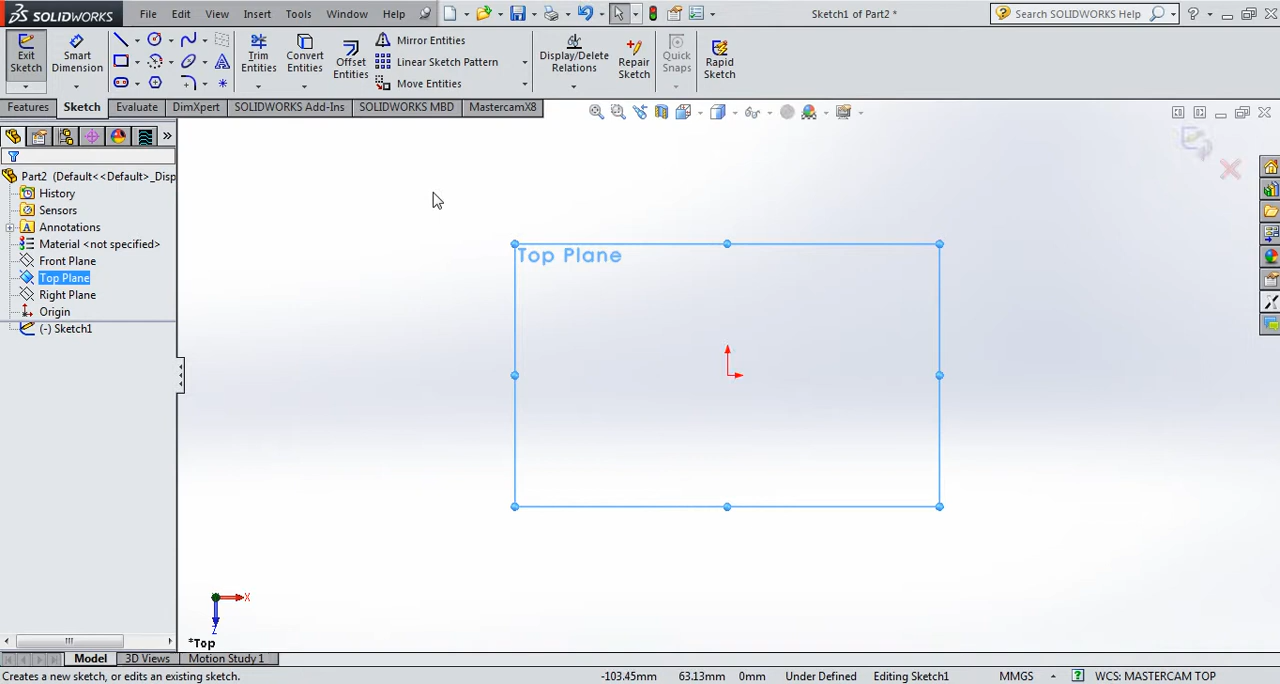 SOLIDWORKS File Edit View Insert Tools Window Help Sketch1 of Part2 * Search SOLIDWORKS Help
Exit Sketch
Smart Dimension
Trim Entities
Convert Entities
Offset Entities
Mirror Entities
Linear Sketch Pattern
Move Entities
Display/Delete Relations
Repair Sketch
Quick Snaps
Rapid Sketch
Features Sketch Evaluate DimXpert SOLIDWORKS Add-Ins SOLIDWORKS MBD MastercamX8
Part2 (Default<<Default>_Disp
History
Sensors
Annotations
Material <not specified>
Front Plane
Top Plane
Right Plane
Origin
(-) Sketch1
Top Plane
X
Z
*Top
Model 3D Views Motion Study 1
Creates a new sketch, or edits an existing sketch. -103.45mm 63.13mm 0mm Under Defined Editing Sketch1 MMGS WCS: MASTERCAM TOP